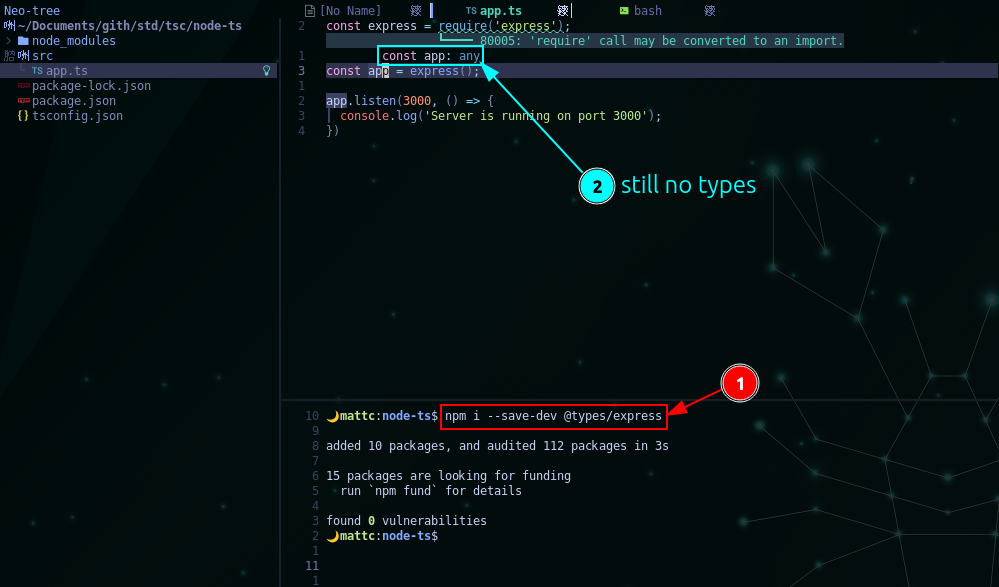 Neo-tree
[No Name]
TS app.ts
bash
~/Documents/gith/std/tsc/node-ts
node_modules
src
TS app.ts
package-lock.json
package.json
{} tsconfig.json
2 const express = require('express');
80005: 'require' call may be converted to an import.
1 const app: any
3 const app = express();
1
2 app.listen(3000, () => {
3 console.log('Server is running on port 3000');
4 })
2 still no types
1
10 mattc:node-ts$ npm i --save-dev @types/express
9
8 added 10 packages, and audited 112 packages in 3s
7
6 15 packages are looking for funding
5 run `npm fund` for details
4
3 found 0 vulnerabilities
2 mattc:node-ts$
1
11
1